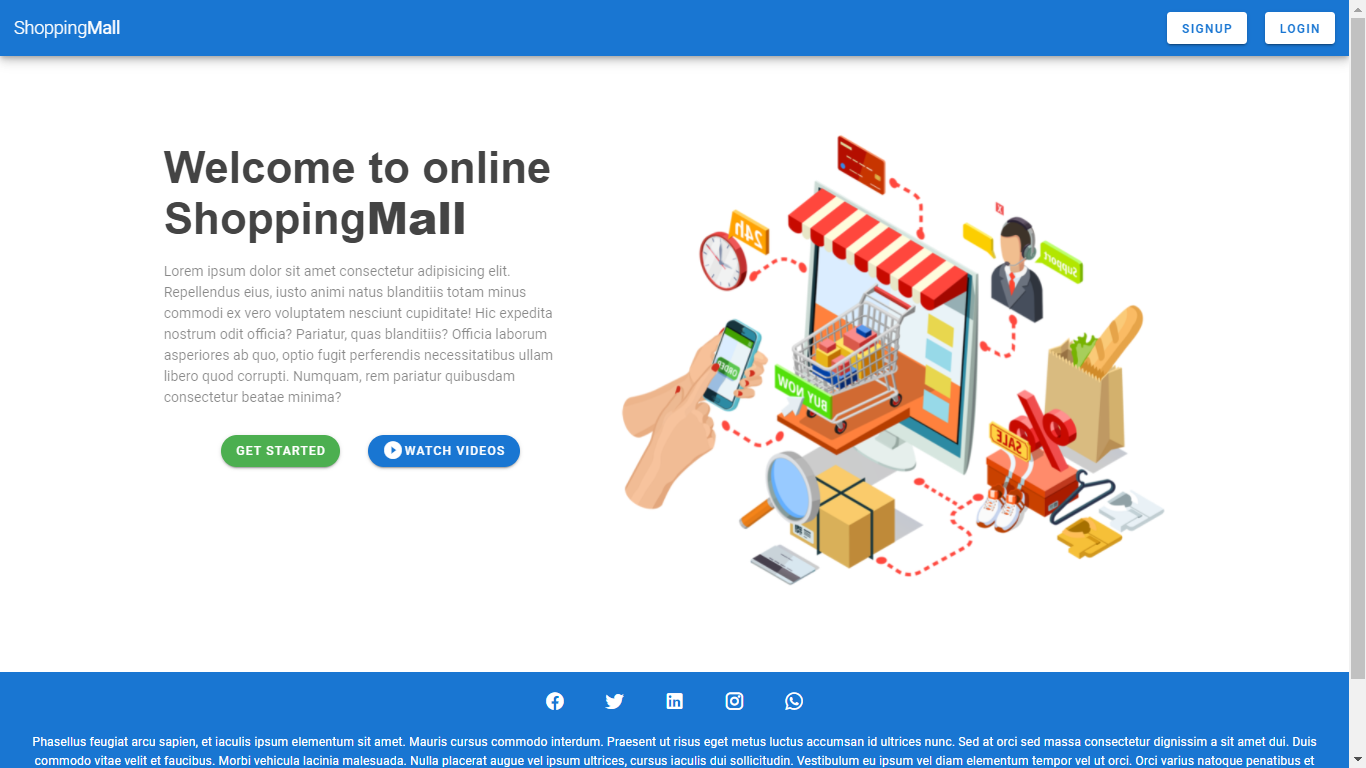 ShoppingMall
SIGNUP
LOGIN
Welcome to online
ShoppingMall
Lorem ipsum dolor sit amet consectetur adipisicing elit.
Repellendus eius, iusto animi natus blanditiis totam minus
commodi ex vero voluptatem nesciunt cupiditate! Hic expedita
nostrum odit officia? Pariatur, quas blanditiis? Officia laborum
asperiores ab quo, optio fugit perferendis necessitatibus ullam
libero quod corrupti. Numquam, rem pariatur quibusdam
consectetur beatae minima?
GET STARTED
WATCH VIDEOS
24h
Support
ORDER
BUY NOW
SALE
%
Phasellus feugiat arcu sapien, et iaculis ipsum elementum sit amet. Mauris cursus commodo interdum. Praesent ut risus eget metus luctus accumsan id ultrices nunc. Sed at orci sed massa consectetur dignissim a sit amet dui. Duis
commodo vitae velit et faucibus. Morbi vehicula lacinia malesuada. Nulla placerat augue vel ipsum ultrices, cursus iaculis dui sollicitudin. Vestibulum eu ipsum vel diam elementum tempor vel ut orci. Orci varius natoque penatibus et